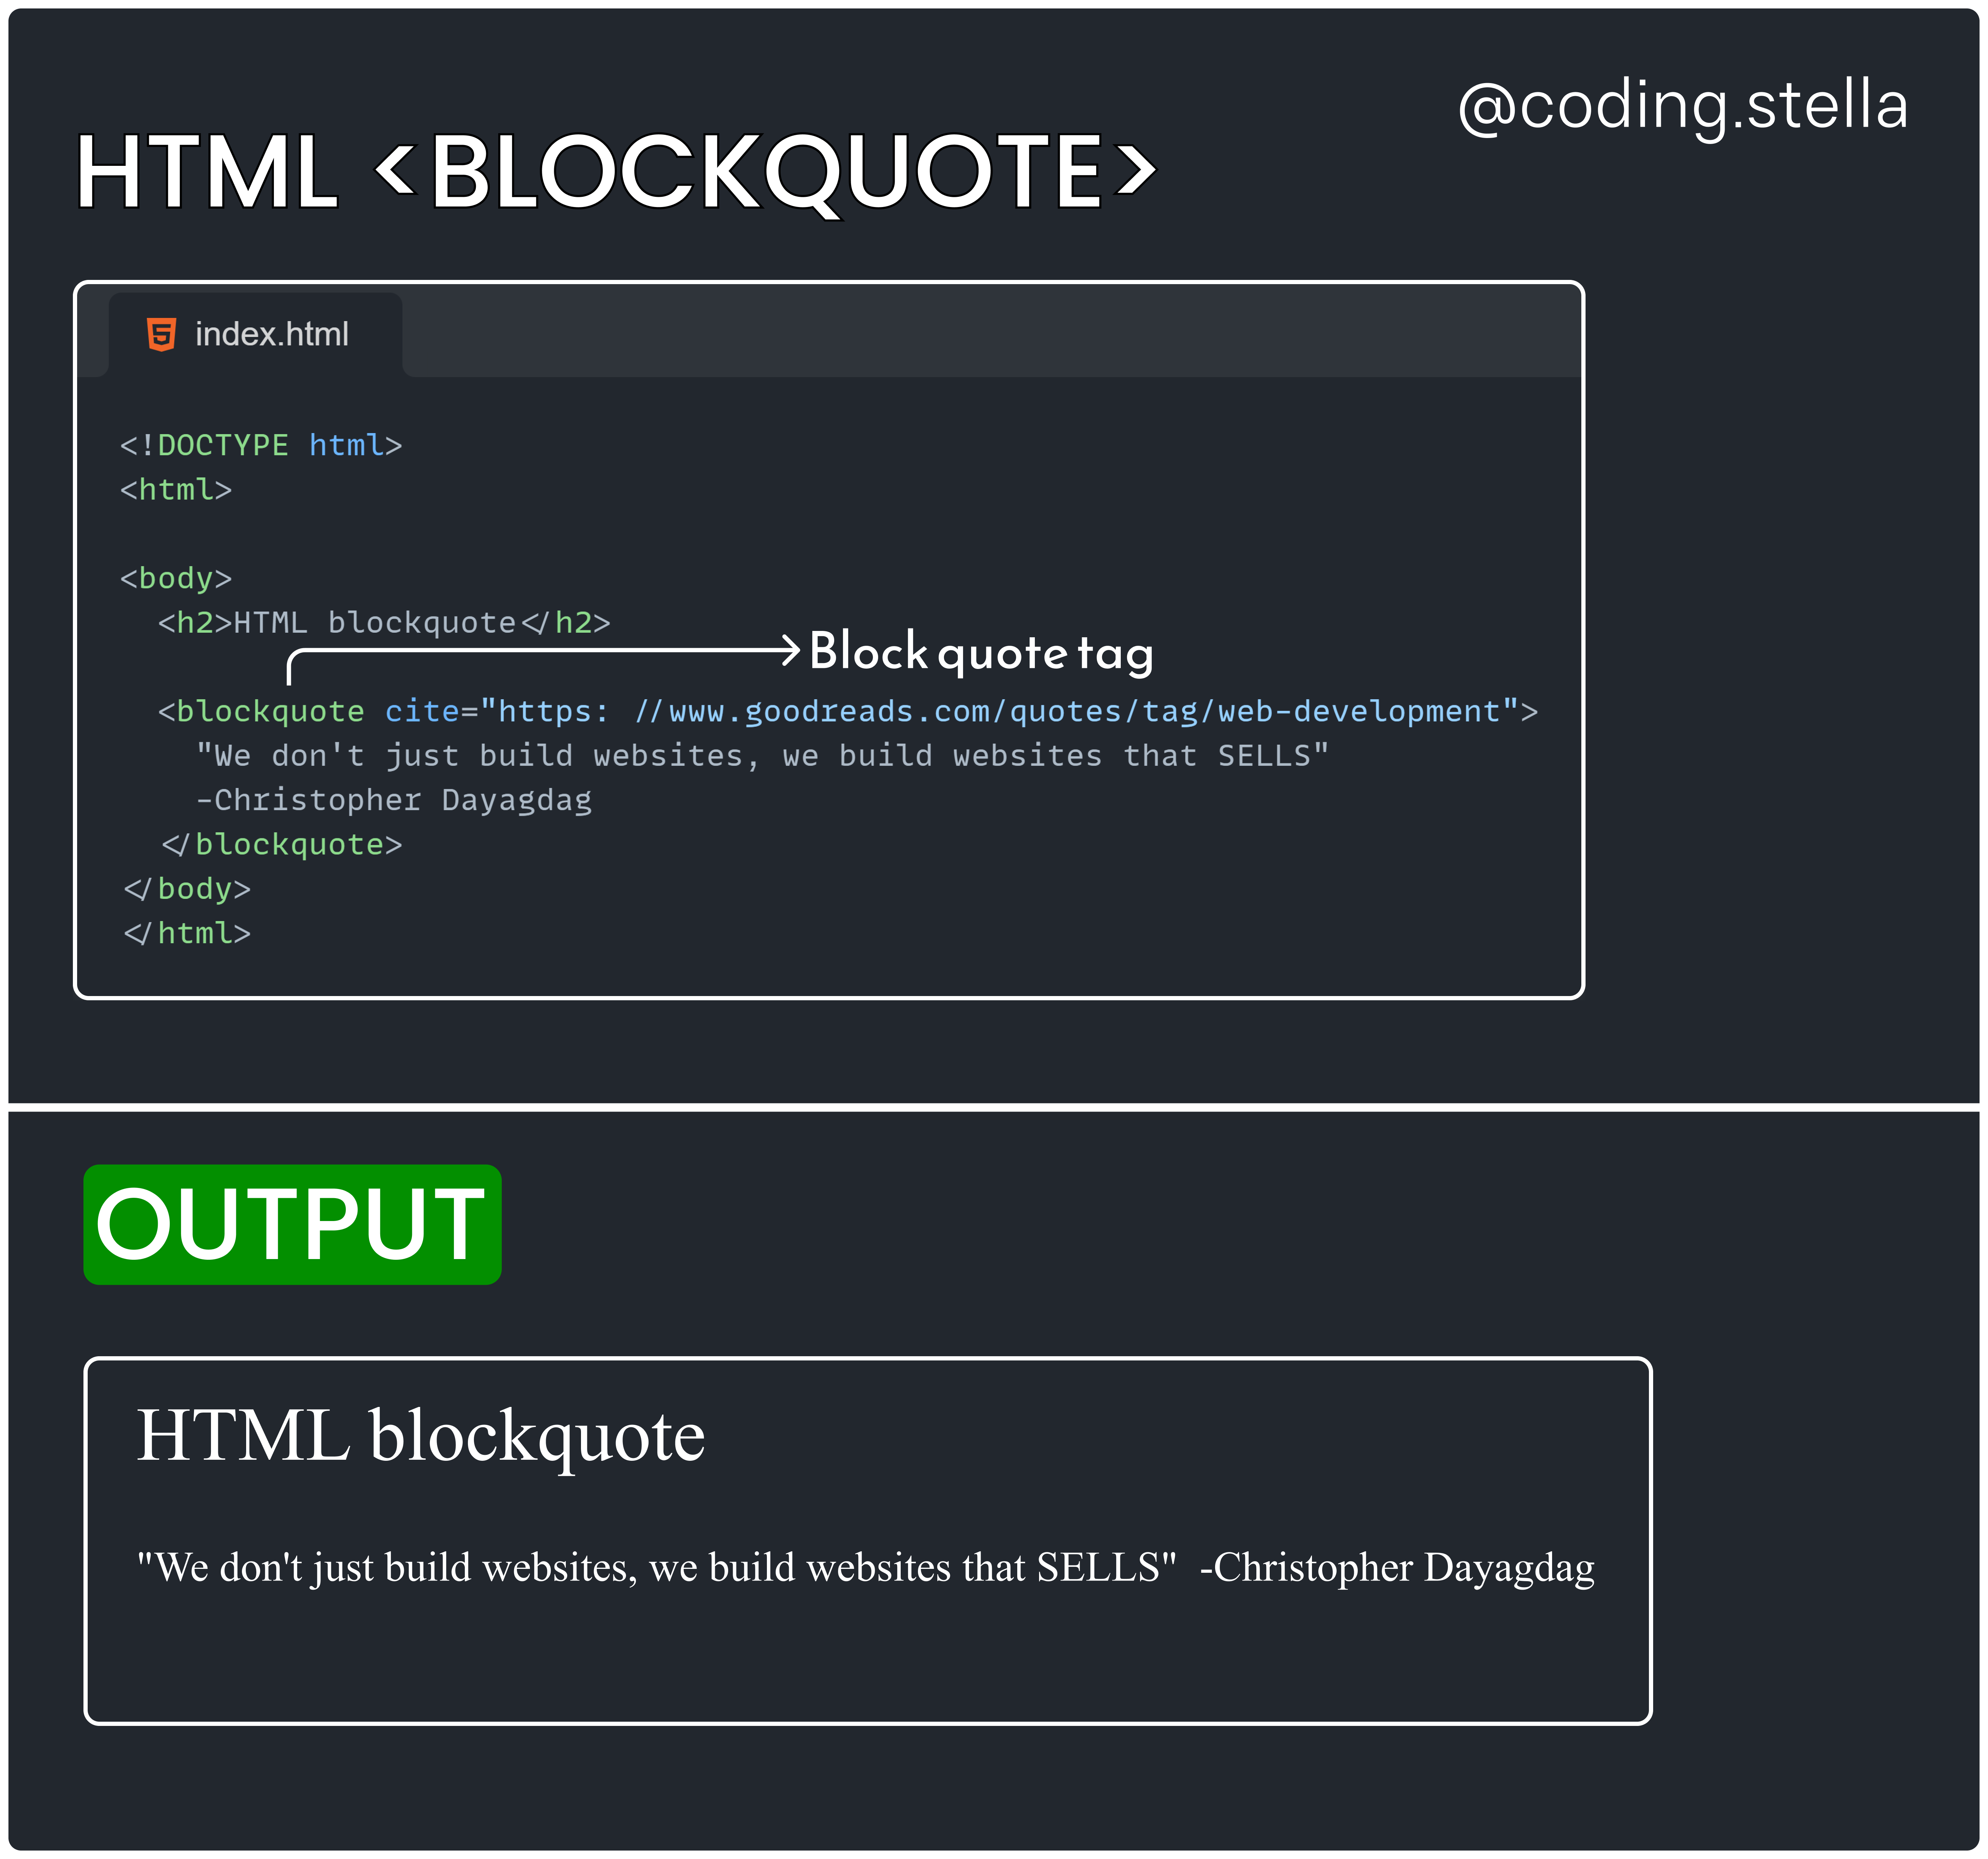 @coding.stella
HTML <BLOCKQUOTE>
index.html
<!DOCTYPE html>
<html>
<body>
<h2>HTML blockquote</h2>
Block quote tag
<blockquote cite="https: //www.goodreads.com/quotes/tag/web-development">
"We don't just build websites, we build websites that SELLS"
-Christopher Dayagdag
</blockquote>
</body>
</html>
OUTPUT
HTML blockquote
"We don't just build websites, we build websites that SELLS" -Christopher Dayagdag